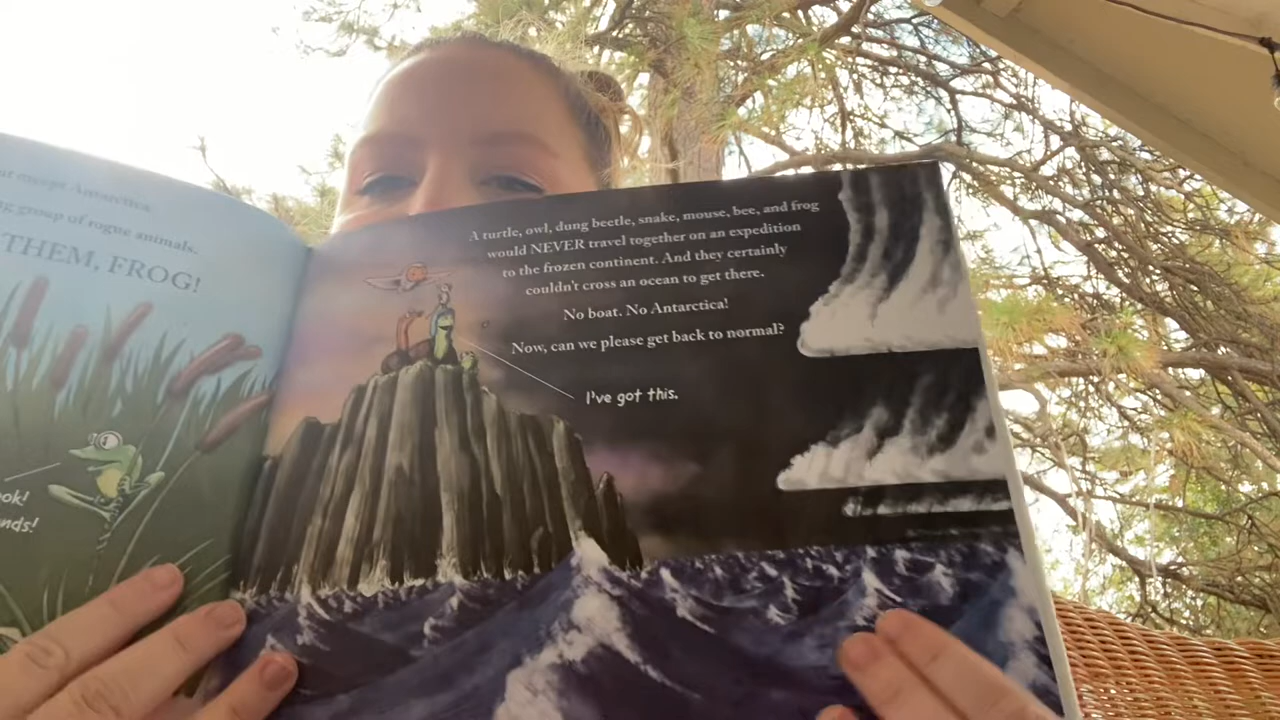 except Antarctica.
group of rogue animals.
THEM, FROG!
A turtle, owl, dung beetle, snake, mouse, bee, and frog
would NEVER travel together on an expedition
to the frozen continent. And they certainly
couldn't cross an ocean to get there.
No boat. No Antarctica!
Now, can we please get back to normal?
I've got this.